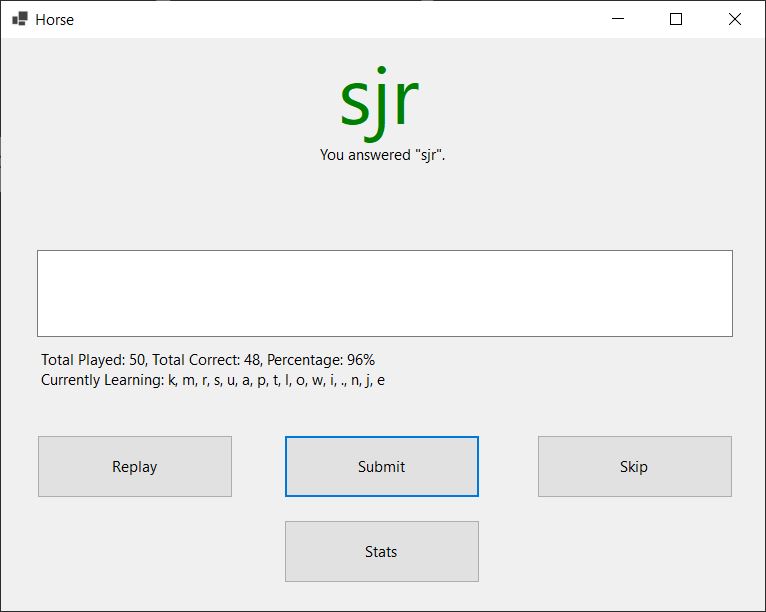 Horse
sjr
You answered "sjr".
Total Played: 50, Total Correct: 48, Percentage: 96%
Currently Learning: k, m, r, s, u, a, p, t, l, o, w, i, ., n, j, e
Replay
Submit
Skip
Stats